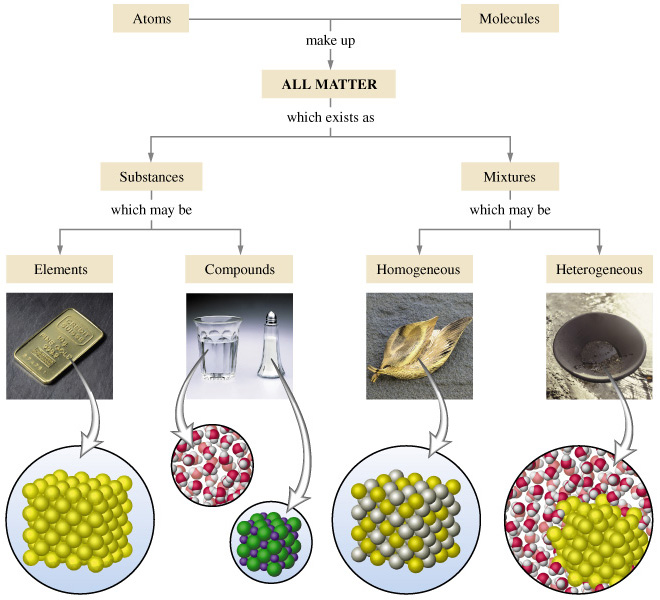 Atoms
Molecules
make up
ALL MATTER
which exists as
Substances
Mixtures
which may be
which may be
Elements
Compounds
Homogeneous
Heterogeneous